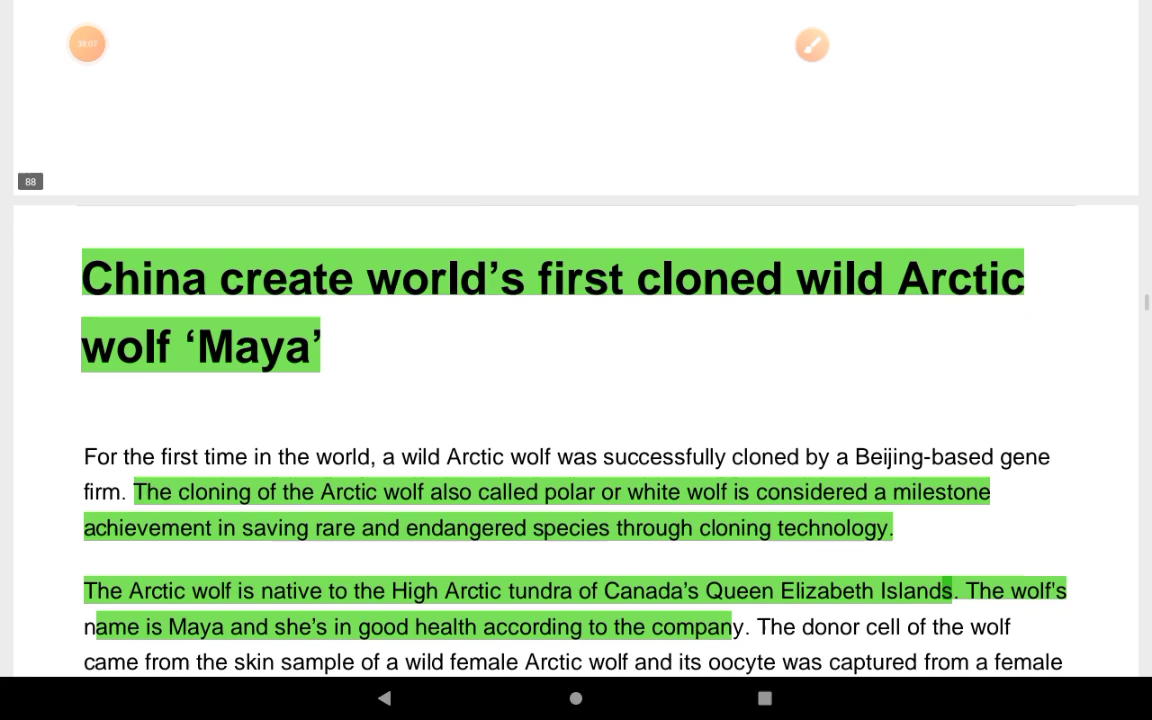 38:07
88
China create world’s first cloned wild Arctic
wolf ‘Maya’
For the first time in the world, a wild Arctic wolf was successfully cloned by a Beijing-based gene
firm. The cloning of the Arctic wolf also called polar or white wolf is considered a milestone
achievement in saving rare and endangered species through cloning technology.
The Arctic wolf is native to the High Arctic tundra of Canada’s Queen Elizabeth Islands. The wolf's
name is Maya and she’s in good health according to the company. The donor cell of the wolf
came from the skin sample of a wild female Arctic wolf and its oocyte was captured from a female